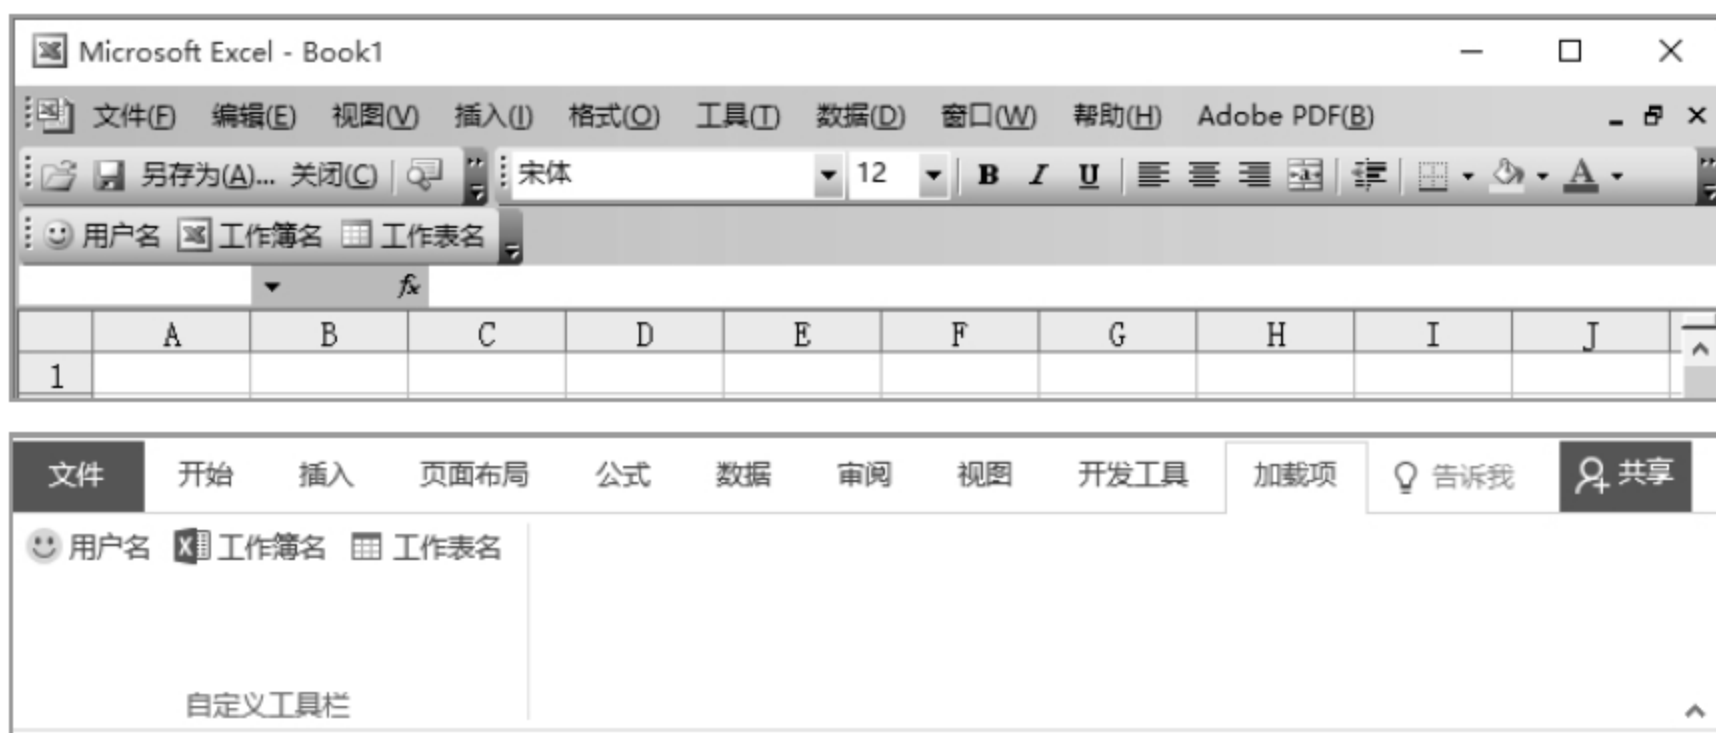 Microsoft Excel - Book1
文件(F) 编辑(E) 视图(V) 插入(I) 格式(O) 工具(T) 数据(D) 窗口(W) 帮助(H) Adobe PDF(B)
另存为(A)... 关闭(C) 宋体 12 B I U A
用户名 工作簿名 工作表名
fx
A B C D E F G H I J
1
文件 开始 插入 页面布局 公式 数据 审阅 视图 开发工具 加载项 告诉我 共享
用户名 工作簿名 工作表名
自定义工具栏